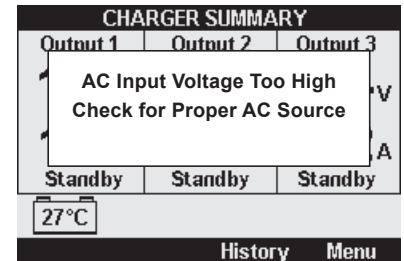 CHARGER SUMMARY
Output 1 Output 2 Output 3
AC Input Voltage Too High
Check for Proper AC Source
V
A
Standby Standby Standby
27°C
History Menu